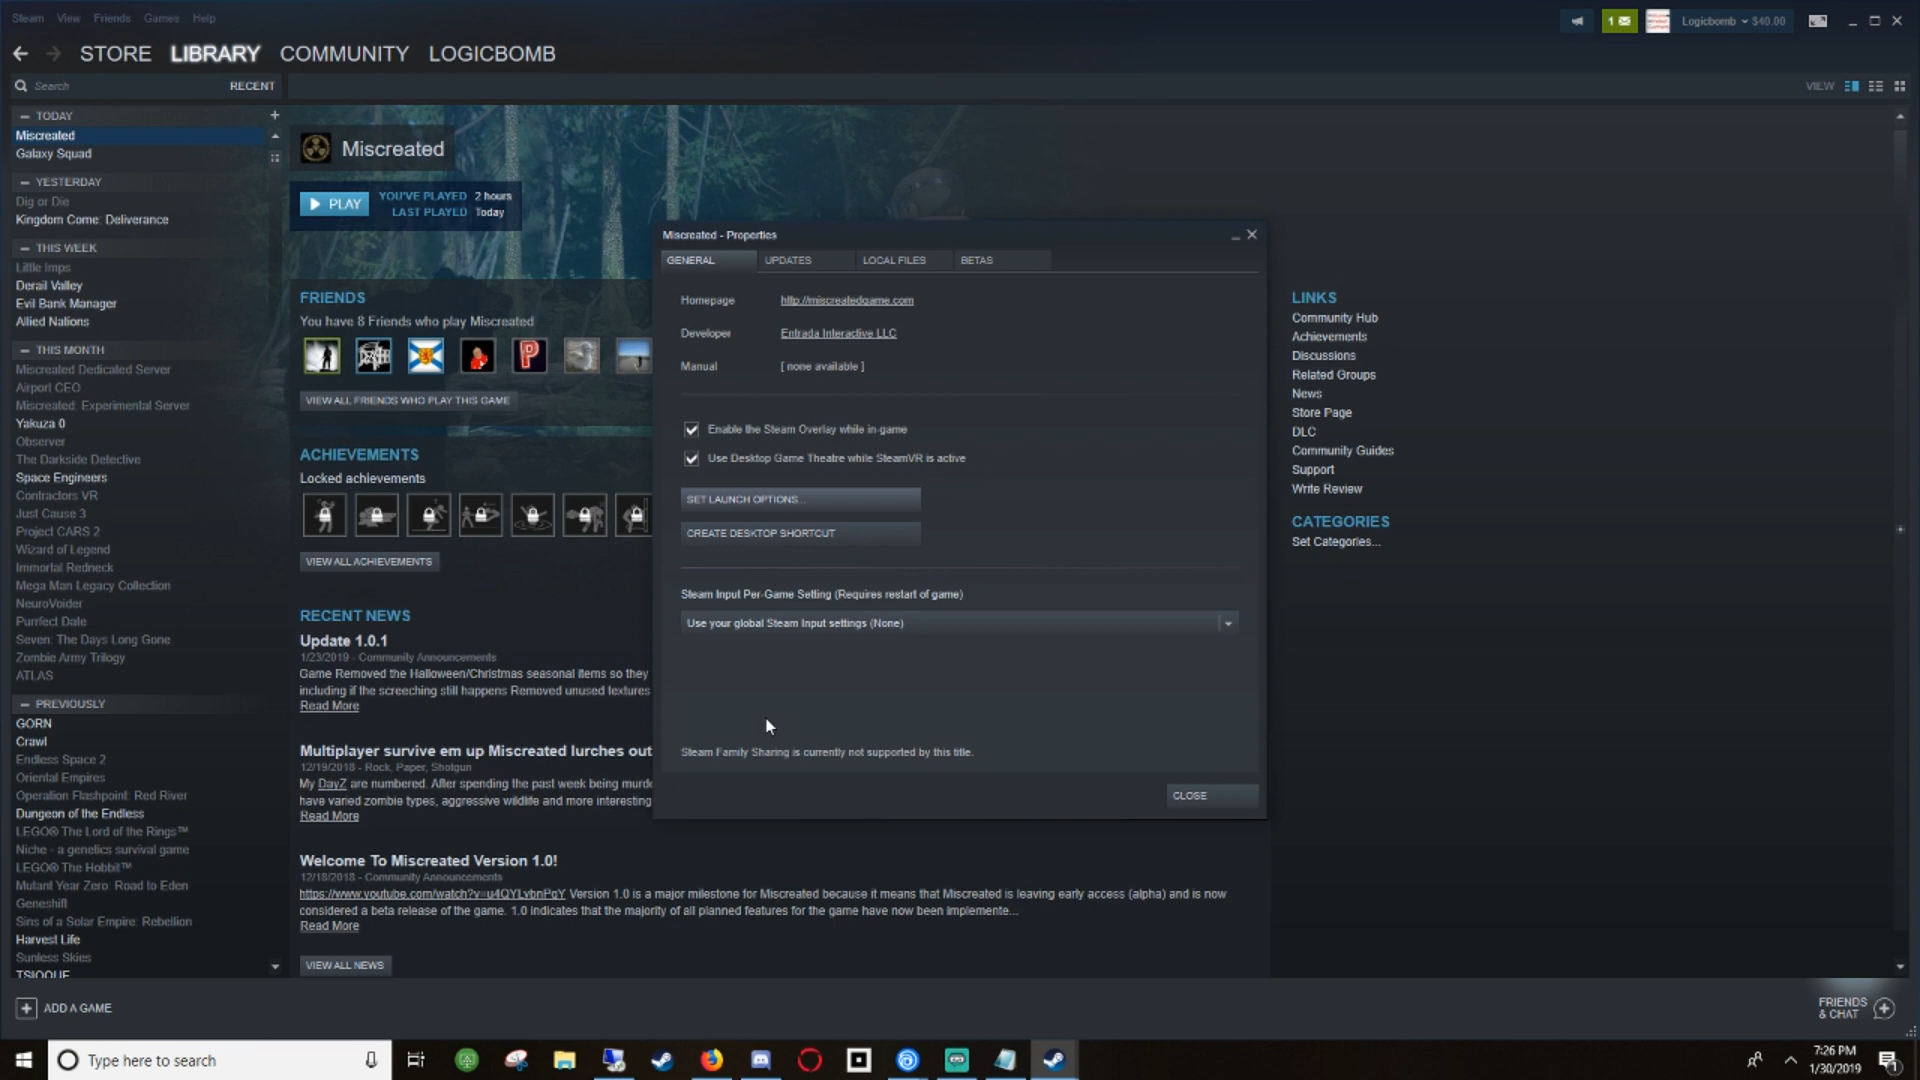 Steam View Friends Games Help
1
Logicbomb $40.00
STORE LIBRARY COMMUNITY LOGICBOMB
Search
RECENT
VIEW
TODAY
Miscreated
Galaxy Squad
YESTERDAY
Dig or Die
Kingdom Come: Deliverance
THIS WEEK
Little Imps
Derail Valley
Evil Bank Manager
Allied Nations
THIS MONTH
Miscreated Dedicated Server
Airport CEO
Miscreated: Experimental Server
Yakuza 0
Observer
The Darkside Detective
Space Engineers
Contractors VR
Just Cause 3
Project CARS 2
Wizard of Legend
Immortal Redneck
Mega Man Legacy Collection
NeuroVoider
Purrfect Date
Seven: The Days Long Gone
Zombie Army Trilogy
ATLAS
PREVIOUSLY
GORN
Crawl
Endless Space 2
Oriental Empires
Operation Flashpoint: Red River
Dungeon of the Endless
LEGO® The Lord of the Rings™
Niche - a genetics survival game
LEGO® The Hobbit™
Mutant Year Zero: Road to Eden
Geneshift
Sins of a Solar Empire: Rebellion
Harvest Life
Sunless Skies
TSIOQUE
Miscreated
PLAY
YOU'VE PLAYED 2 hours
LAST PLAYED Today
FRIENDS
You have 8 Friends who play Miscreated
VIEW ALL FRIENDS WHO PLAY THIS GAME
ACHIEVEMENTS
Locked achievements
VIEW ALL ACHIEVEMENTS
RECENT NEWS
Update 1.0.1
1/23/2019 - Community Announcements
Game Removed the Halloween/Christmas seasonal items so they
including if the screeching still happens Removed unused textures
Read More
Multiplayer survive em up Miscreated lurches out
12/19/2018 - Rock, Paper, Shotgun
My DayZ are numbered. After spending the past week being murde
have varied zombie types, aggressive wildlife and more interesting
Read More
Welcome To Miscreated Version 1.0!
12/18/2018 - Community Announcements
https://www.youtube.com/watch?v=u4QYLybnPgY Version 1.0 is a major milestone for Miscreated because it means that Miscreated is leaving early access (alpha) and is now
considered a beta release of the game. 1.0 indicates that the majority of all planned features for the game have now been implemente...
Read More
VIEW ALL NEWS
Miscreated - Properties
GENERAL UPDATES LOCAL FILES BETAS
Homepage http://miscreatedgame.com
Developer Entrada Interactive LLC
Manual [ none available ]
Enable the Steam Overlay while in-game
Use Desktop Game Theatre while SteamVR is active
SET LAUNCH OPTIONS...
CREATE DESKTOP SHORTCUT
Steam Input Per-Game Setting (Requires restart of game)
Use your global Steam Input settings (None)
Steam Family Sharing is currently not supported by this title.
CLOSE
LINKS
Community Hub
Achievements
Discussions
Related Groups
News
Store Page
DLC
Community Guides
Support
Write Review
CATEGORIES
Set Categories...
ADD A GAME
FRIENDS
& CHAT
Type here to search
7:26 PM
1/30/2019
1